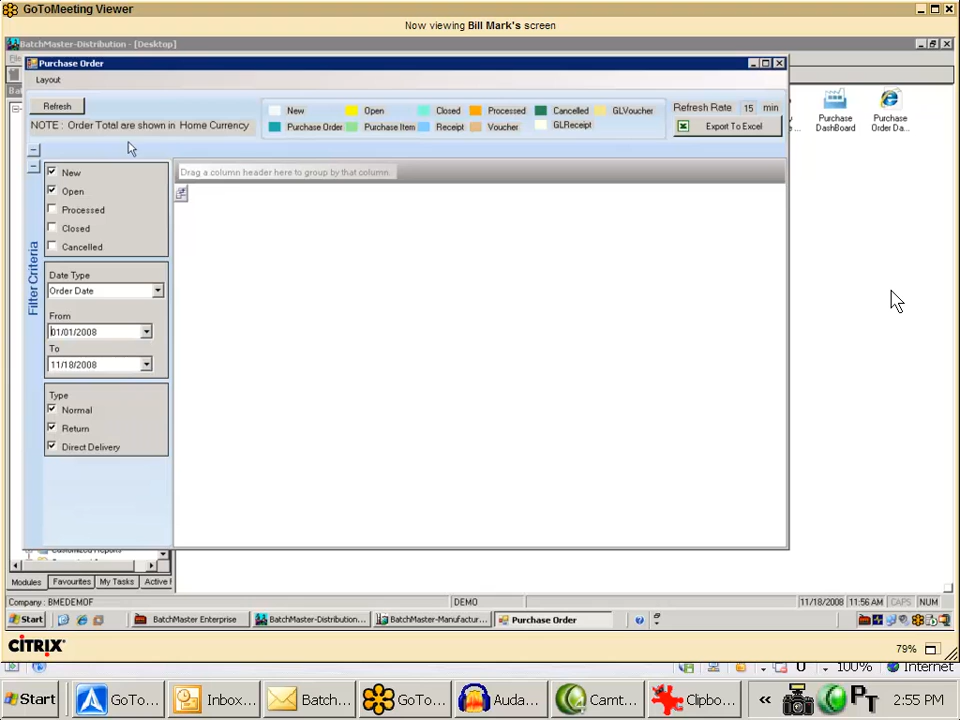 GoToMeeting Viewer
Now viewing Bill Mark's screen
BatchMaster-Distribution - [Desktop]
Purchase Order
Layout
Refresh
New Open Closed Processed Cancelled GLVoucher
Refresh Rate 15 min
NOTE : Order Total are shown in Home Currency
Purchase Order Purchase Item Receipt Voucher GLReceipt
Export To Excel
Purchase DashBoard
Purchase Order Da...
Drag a column header here to group by that column.
New
Open
Processed
Closed
Cancelled
Filter Criteria
Date Type
Order Date
From
01/01/2008
To
11/18/2008
Type
Normal
Return
Direct Delivery
Modules Favourites My Tasks
Company : BMEDEMOF DEMO 11/18/2008 11:56 AM CAPS NUM
Start BatchMaster Enterprise BatchMaster-Distribution... BatchMaster-Manufactur... Purchase Order
CITRIX 79%
100% Internet
Start GoTo... Inbox... Batch... GoTo... Auda... Camt... Clipbo... « PT 2:55 PM